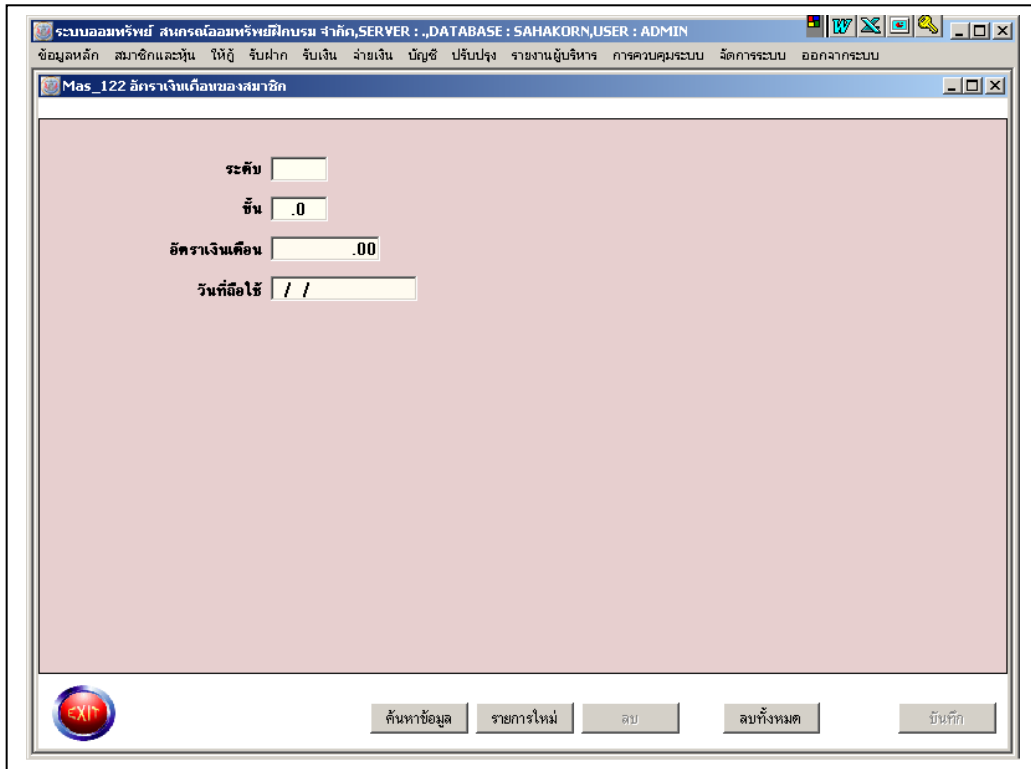 ระบบออมทรัพย์ สหกรณ์ออมทรัพย์ฝึกบรม จำกัด,SERVER : .,DATABASE : SAHAKORN,USER : ADMIN
ข้อมูลหลัก สมาชิกและหุ้น ให้กู้ รับฝาก รับเงิน จ่ายเงิน บัญชี ปรับปรุง รายงานผู้บริหาร การควบคุมระบบ จัดการระบบ ออกจากระบบ
Mas_122 อัตราเงินเดือนของสมาชิก
ระดับ
ขั้น .0
อัตราเงินเดือน .00
วันที่ถือใช้ / /
EXIT ค้นหาข้อมูล รายการใหม่ ลบ ลบทั้งหมด บันทึก